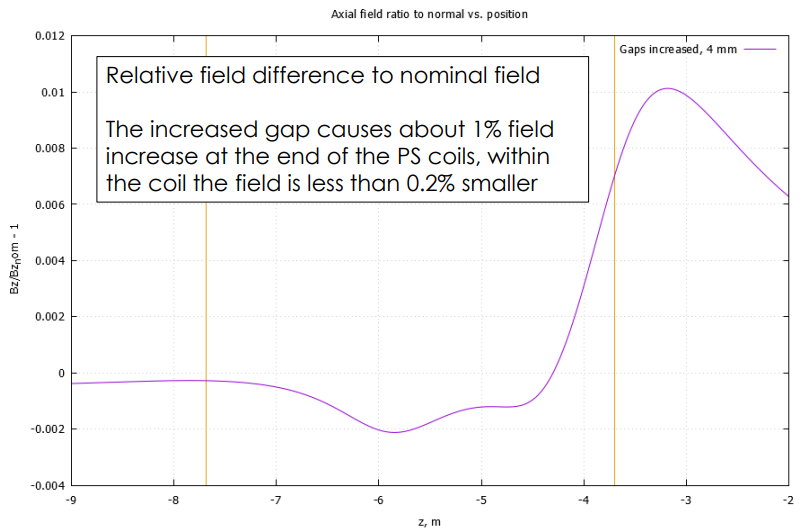 Axial field ratio to normal vs. position
Gaps increased, 4 mm
Relative field difference to nominal field
The increased gap causes about 1% field
increase at the end of the PS coils, within
the coil the field is less than 0.2% smaller
0.012
0.01
0.008
0.006
0.004
0.002
0
-0.002
-0.004
Bz/Bznom - 1
-9
-8
-7
-6
-5
-4
-3
-2
z, m